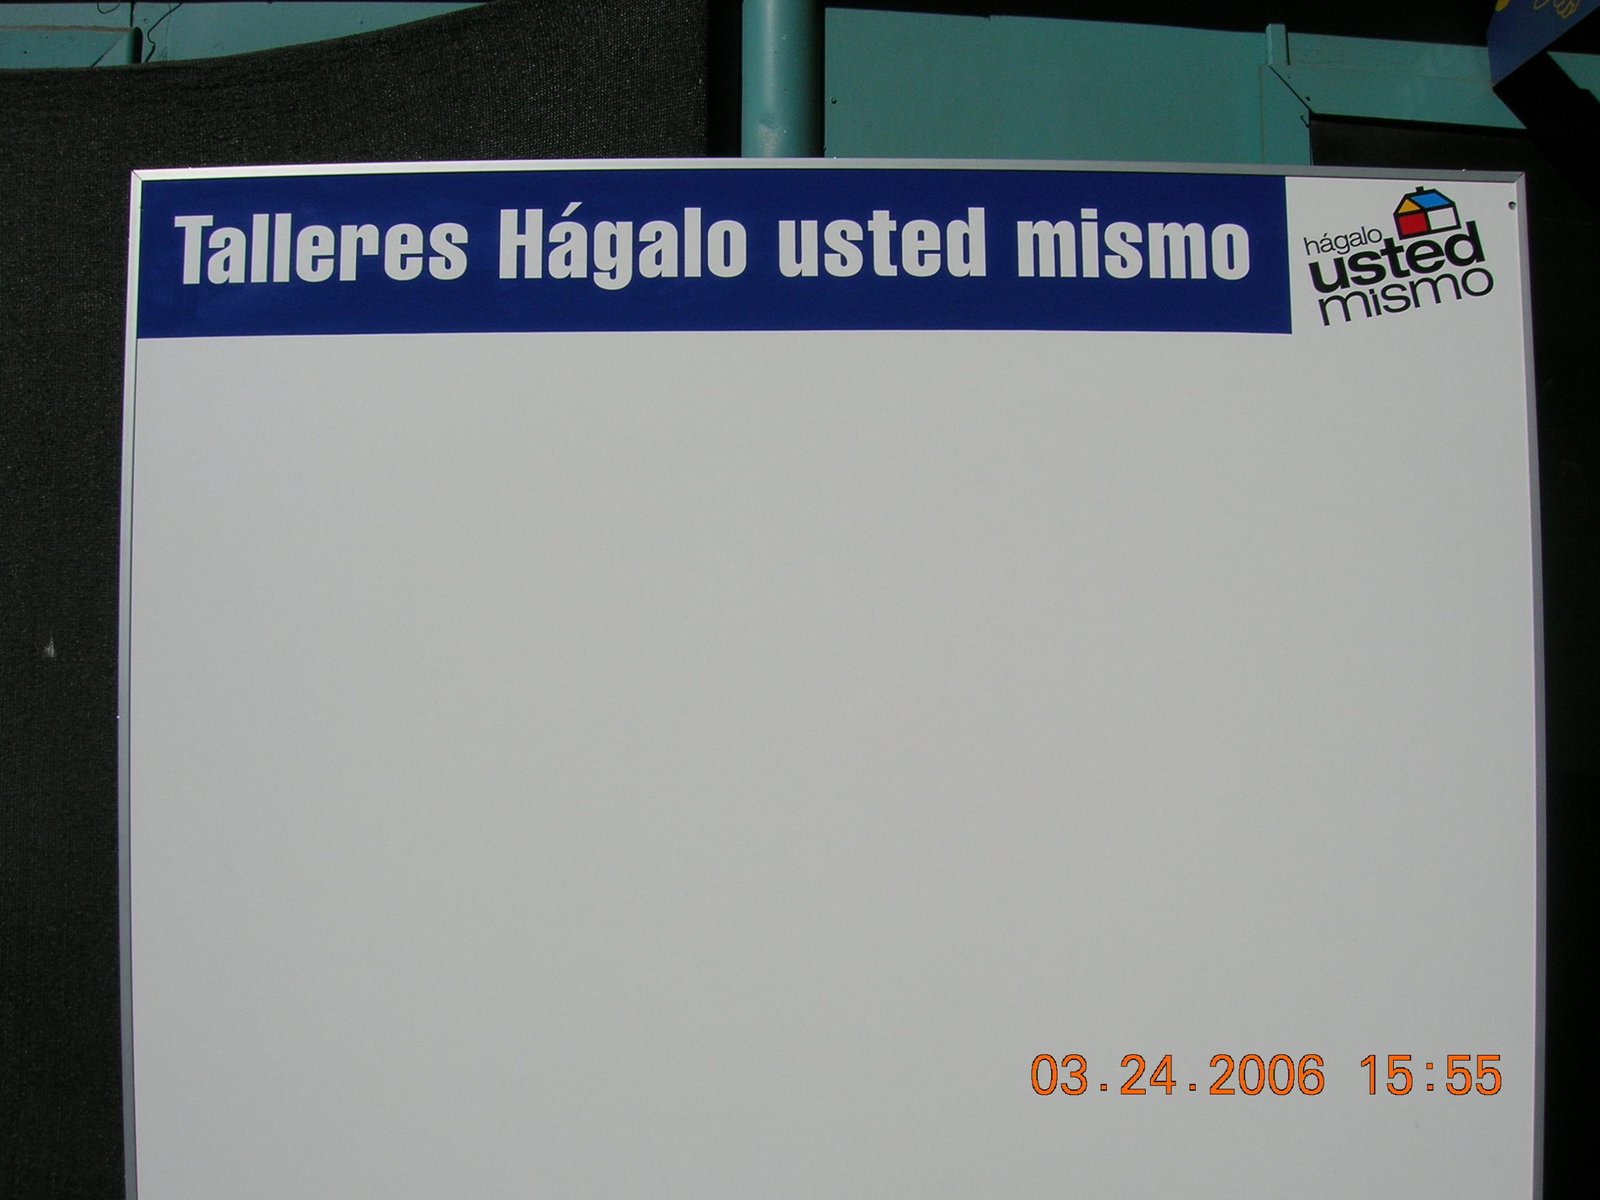 Talleres Hágalo usted mismo
hágalo
usted
mismo
03.24.2006 15:55